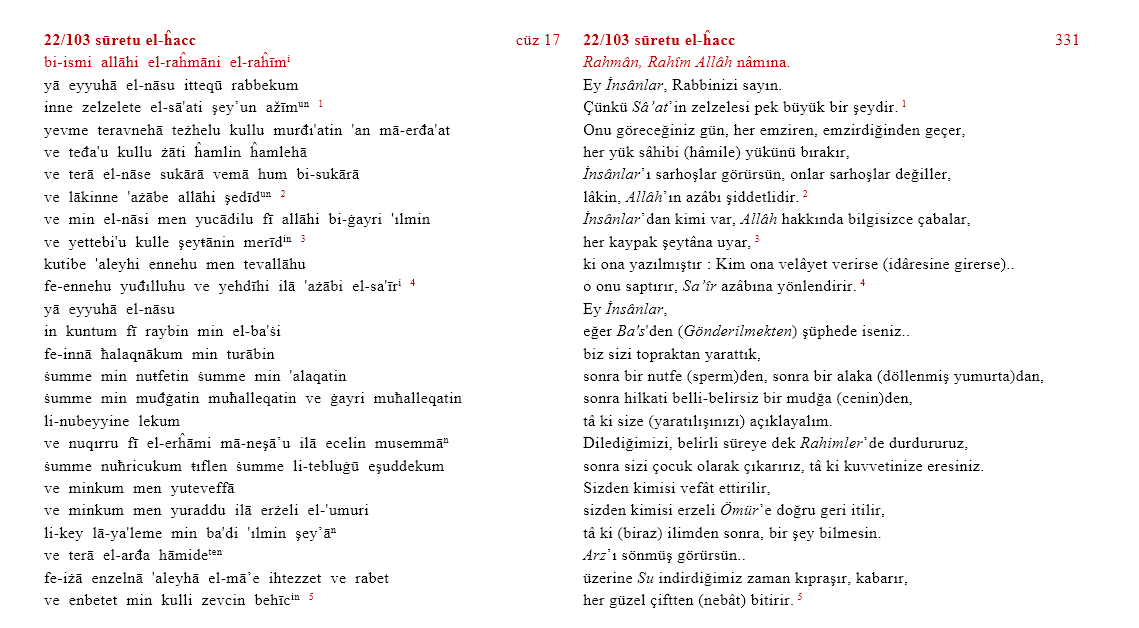 22/103 sūretu el-ĥacc cüz 17
bi-ismi allāhi el-raĥmāni el-raĥīmⁱ
yā eyyuhā el-nāsu itteqū rabbekum
inne zelzelete el-sā'ati şey’un ažīmᵘⁿ 1
yevme teravnehā teżhelu kullu murđı'atin 'an mā-erđa'at
ve teđa'u kullu żāti ĥamlin ĥamlehā
ve terā el-nāse sukārā vemā hum bi-sukārā
ve lākinne 'ażābe allāhi şedīdᵘⁿ 2
ve min el-nāsi men yucādilu fī allāhi bi-ġayri 'ılmin
ve yettebi'u kulle şeyŧānin merīdⁱⁿ 3
kutibe 'aleyhi ennehu men tevallāhu
fe-ennehu yuđılluhu ve yehdīhi ilā 'ażābi el-sa'īrⁱ 4
yā eyyuhā el-nāsu
in kuntum fī raybin min el-ba'ŝi
fe-innā ħalaqnākum min turābin
ŝumme min nuŧfetin ŝumme min 'alaqatin
ŝumme min muđġatin muħalleqatin ve ġayri muħalleqatin
li-nubeyyine lekum
ve nuqırru fī el-erĥāmi mā-neşā’u ilā ecelin musemmāⁿ
ŝumme nuħricukum ŧıflen ŝumme li-tebluġū eşuddekum
ve minkum men yuteveffā
ve minkum men yuraddu ilā erżeli el-'umuri
li-key lā-ya'leme min ba'di 'ılmin şey’āⁿ
ve terā el-arđa hāmideᵗᵉⁿ
fe-iżā enzelnā 'aleyhā el-mā’e ihtezzet ve rabet
ve enbetet min kulli zevcin behīcⁱⁿ 5
22/103 sūretu el-ĥacc 331
Rahmân, Rahîm Allâh nâmına.
Ey İnsânlar, Rabbinizi sayın.
Çünkü Sâ’at’in zelzelesi pek büyük bir şeydir. 1
Onu göreceğiniz gün, her emziren, emzirdiğinden geçer,
her yük sâhibi (hâmile) yükünü bırakır,
İnsânlar’ı sarhoşlar görürsün, onlar sarhoşlar değiller,
lâkin, Allâh’ın azâbı şiddetlidir. 2
İnsânlar’dan kimi var, Allâh hakkında bilgisizce çabalar,
her kaypak şeytâna uyar, 3
ki ona yazılmıştır : Kim ona velâyet verirse (idâresine girerse)..
o onu saptırır, Sa’îr azâbına yönlendirir. 4
Ey İnsânlar,
eğer Ba's'den (Gönderilmekten) şüphede iseniz..
biz sizi topraktan yarattık,
sonra bir nutfe (sperm)den, sonra bir alaka (döllenmiş yumurta)dan,
sonra hilkati belli-belirsiz bir mudğa (cenin)den,
tâ ki size (yaratılışınızı) açıklayalım.
Dilediğimizi, belirli süreye dek Rahimler’de durdururuz,
sonra sizi çocuk olarak çıkarırız, tâ ki kuvvetinize eresiniz.
Sizden kimisi vefât ettirilir,
sizden kimisi erzeli Ömür’e doğru geri itilir,
tâ ki (biraz) ilimden sonra, bir şey bilmesin.
Arz’ı sönmüş görürsün..
üzerine Su indirdiğimiz zaman kıpraşır, kabarır,
her güzel çiftten (nebât) bitirir. 5